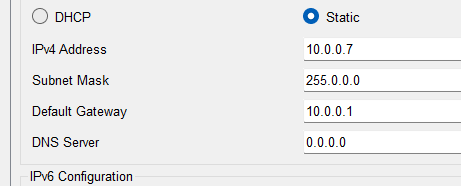 DHCP Static
IPv4 Address 10.0.0.7
Subnet Mask 255.0.0.0
Default Gateway 10.0.0.1
DNS Server 0.0.0.0
IPv6 Configuration